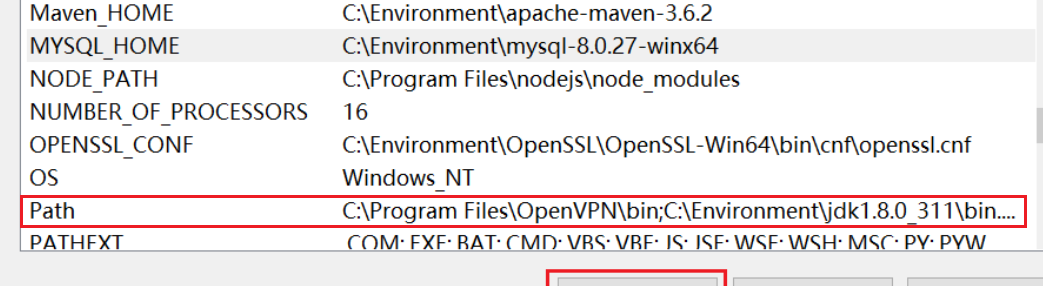 Maven_HOME C:\Environment\apache-maven-3.6.2
MYSQL_HOME C:\Environment\mysql-8.0.27-winx64
NODE_PATH C:\Program Files\nodejs\node_modules
NUMBER_OF_PROCESSORS 16
OPENSSL_CONF C:\Environment\OpenSSL\OpenSSL-Win64\bin\cnf\openssl.cnf
OS Windows_NT
Path C:\Program Files\OpenVPN\bin;C:\Environment\jdk1.8.0_311\bin....
PATHEXT .COM;.EXE;.BAT;.CMD;.VBS;.VBE;.JS;.JSE;.WSF;.WSH;.MSC;.PY;.PYW